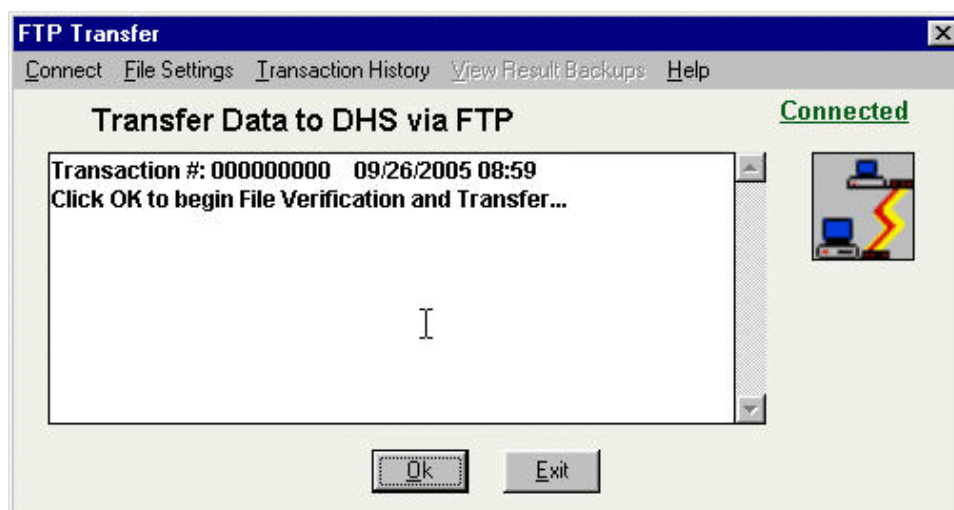 FTP Transfer
Connect File Settings Transaction History View Result Backups Help
Transfer Data to DHS via FTP
Connected
Transaction #: 000000000 09/26/2005 08:59
Click OK to begin File Verification and Transfer...
Ok Exit